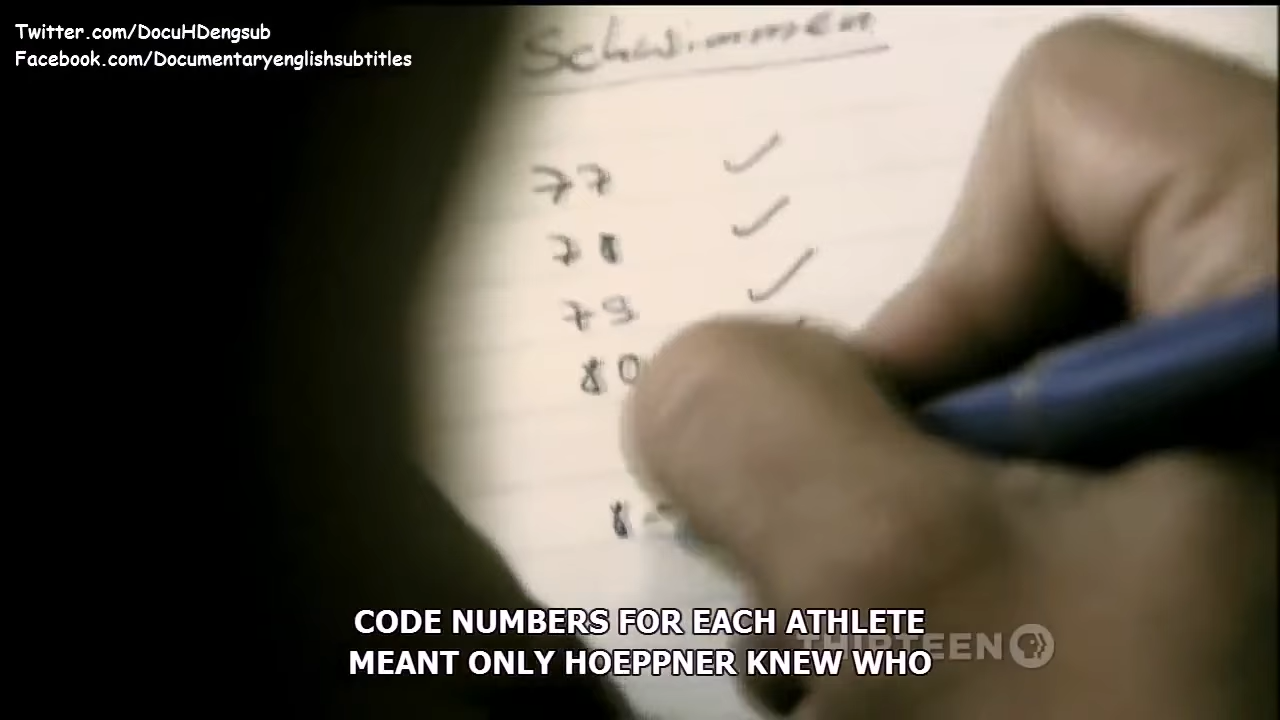 Twitter.com/DocuHDengsub
Facebook.com/Documentaryenglishsubtitles
Schwimmen
77 ✓
78 ✓
79 ✓
80
CODE NUMBERS FOR EACH ATHLETE
MEANT ONLY HOEPPNER KNEW WHO
THIRTEEN PBS